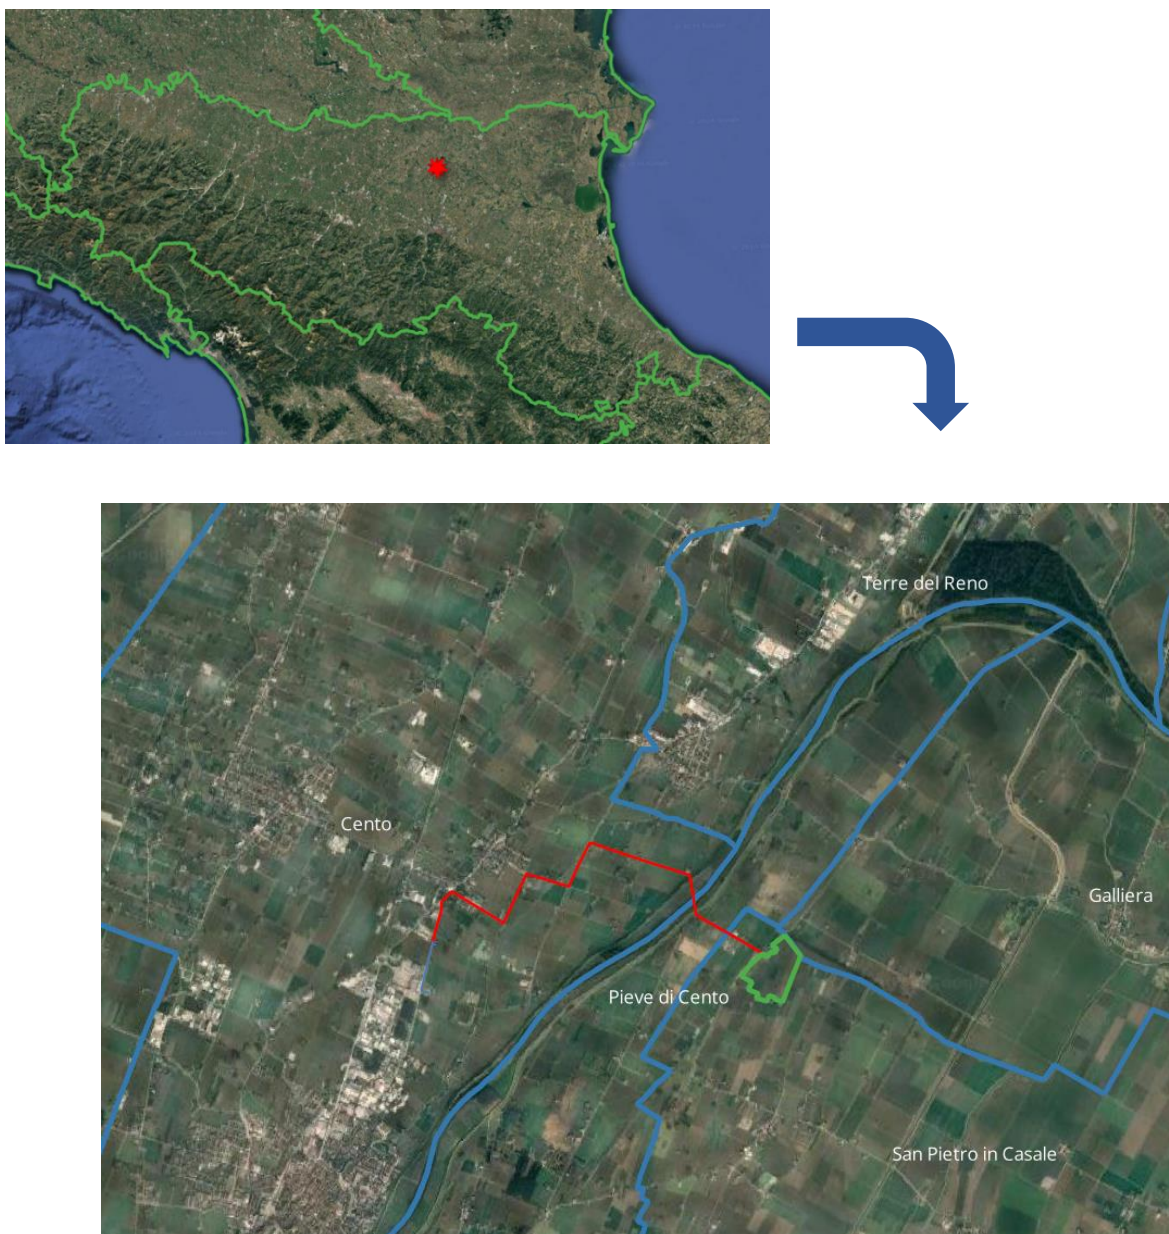 Terre del Reno
Cento
Galliera
Pieve di Cento
San Pietro in Casale